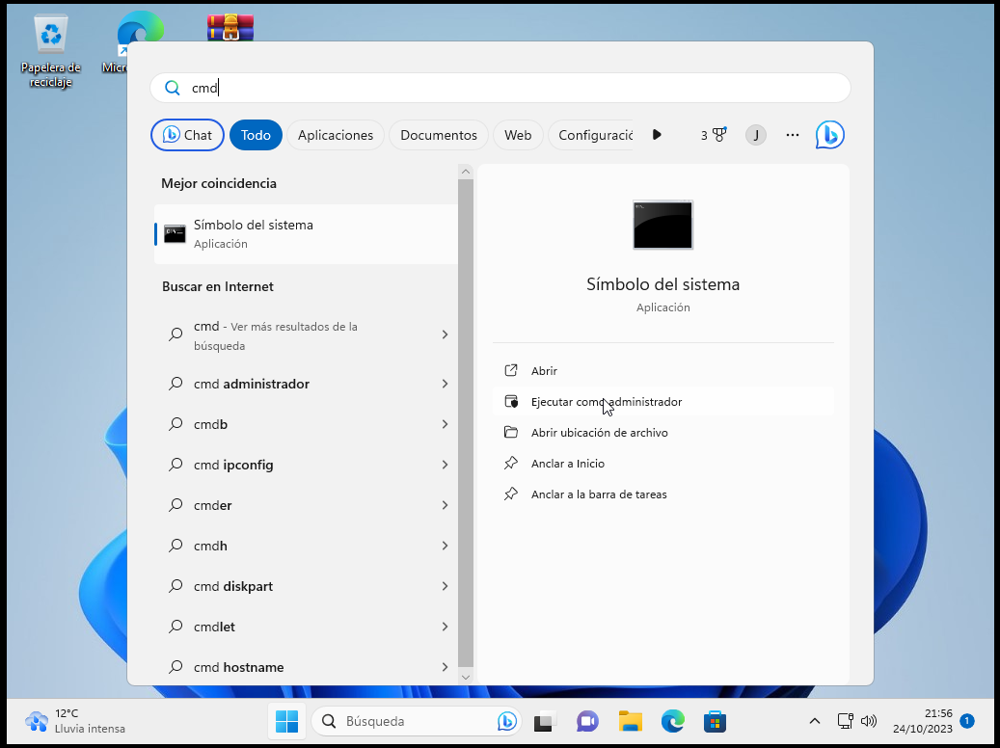 Papelera de
reciclaje
Micr
cmd
Chat
Todo
Aplicaciones
Documentos
Web
Configuració
3
J
...
Mejor coincidencia
Símbolo del sistema
Aplicación
Buscar en Internet
cmd - Ver más resultados de la
búsqueda
cmd administrador
cmdb
cmd ipconfig
cmder
cmdh
cmd diskpart
cmdlet
cmd hostname
Símbolo del sistema
Aplicación
Abrir
Ejecutar como administrador
Abrir ubicación de archivo
Anclar a Inicio
Anclar a la barra de tareas
12°C
Lluvia intensa
Búsqueda
21:56
24/10/2023
1